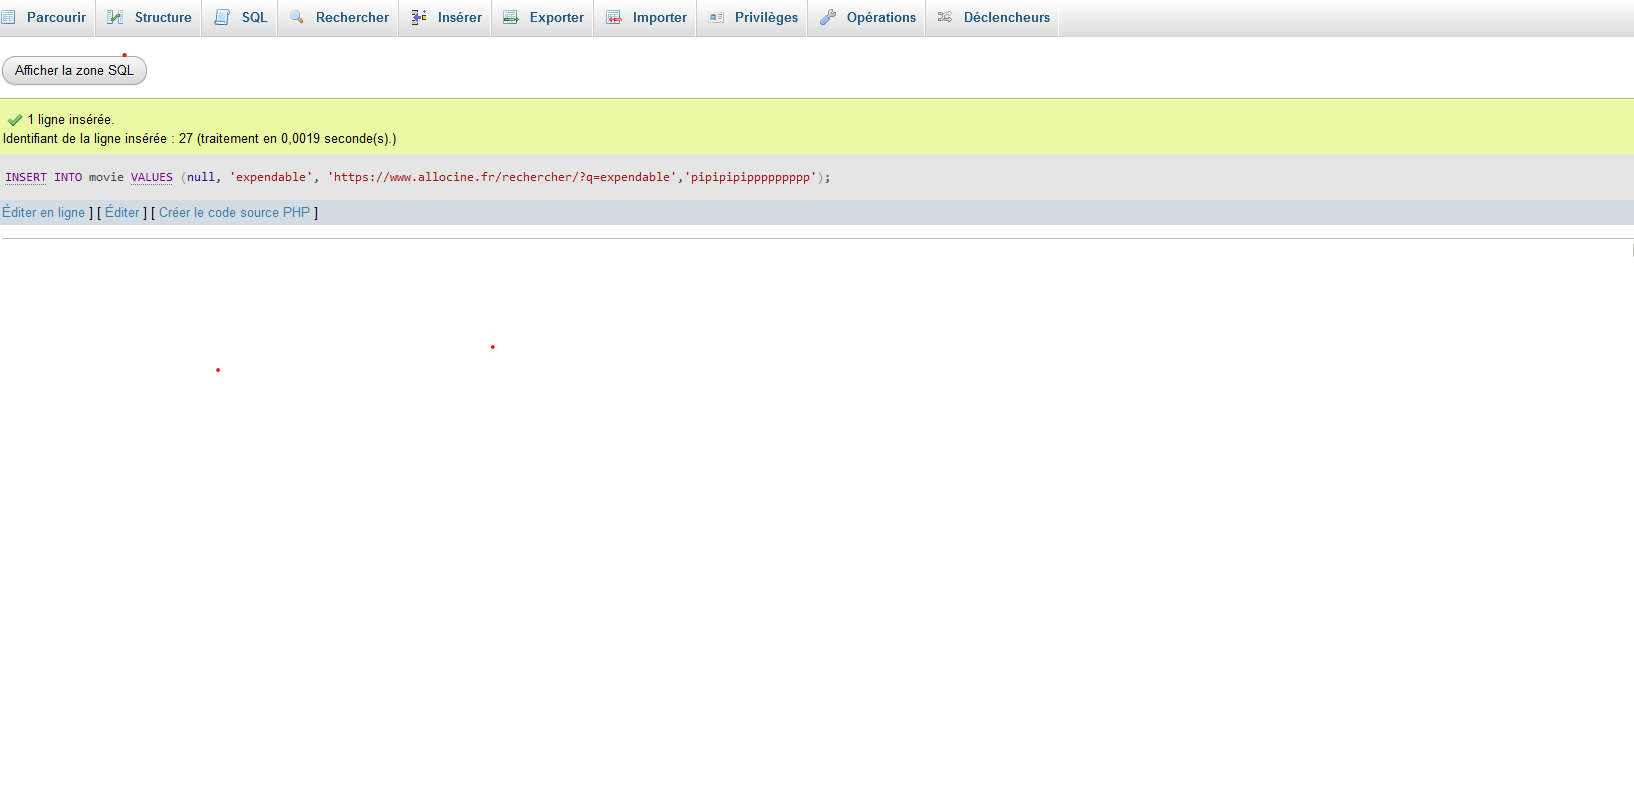 Parcourir Structure SQL Rechercher Insérer Exporter Importer Privilèges Opérations Déclencheurs
Afficher la zone SQL
1 ligne insérée.
Identifiant de la ligne insérée : 27 (traitement en 0,0019 seconde(s).)
INSERT INTO movie VALUES (null, 'expendable', 'https://www.allocine.fr/rechercher/?q=expendable','pipipipippppppppp');
Éditer en ligne ] [ Éditer ] [ Créer le code source PHP ]